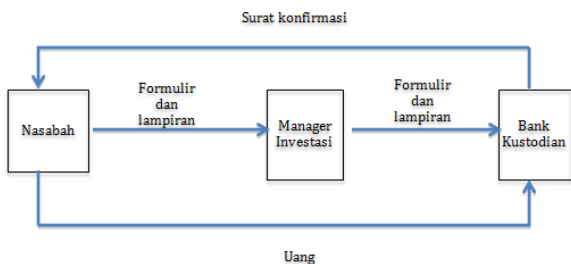 Surat konfirmasi
Formulir
dan
lampiran
Formulir
dan
lampiran
Nasabah
Manager
Investasi
Bank
Kustodian
Uang